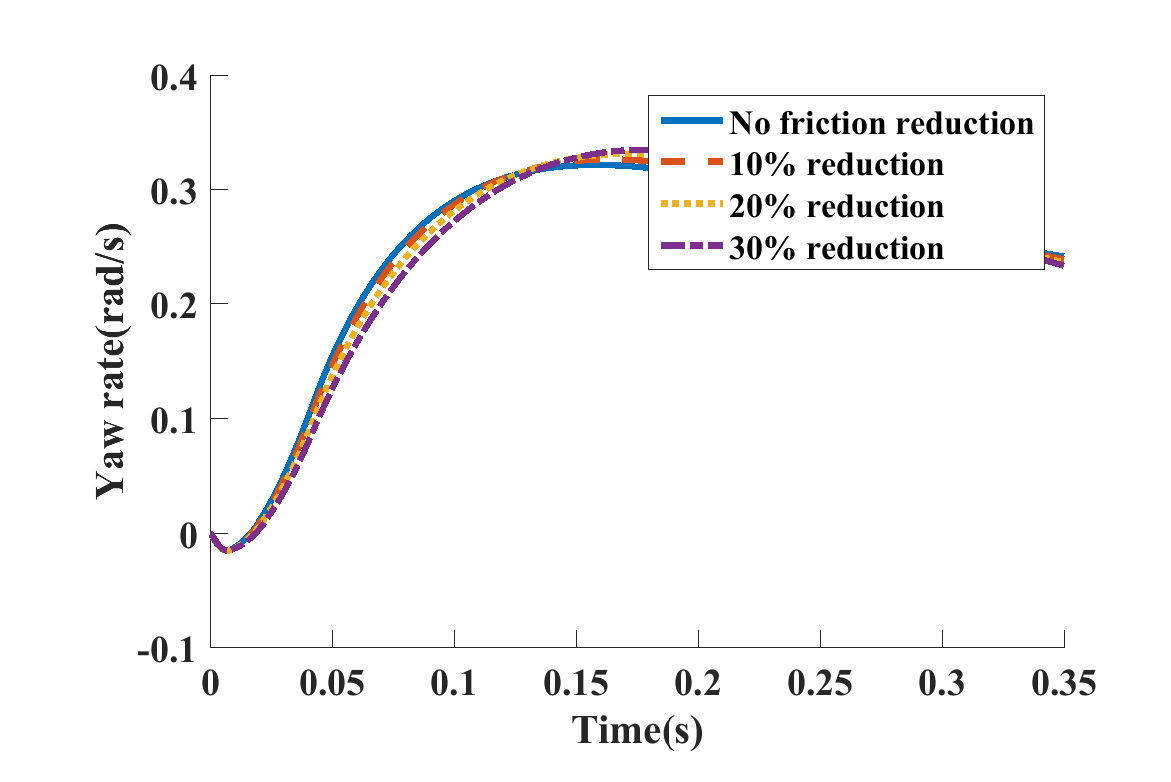 0.4
0.3
0.2
0.1
0
-0.1
Yaw rate(rad/s)
No friction reduction
10% reduction
20% reduction
30% reduction
0 0.05 0.1 0.15 0.2 0.25 0.3 0.35
Time(s)